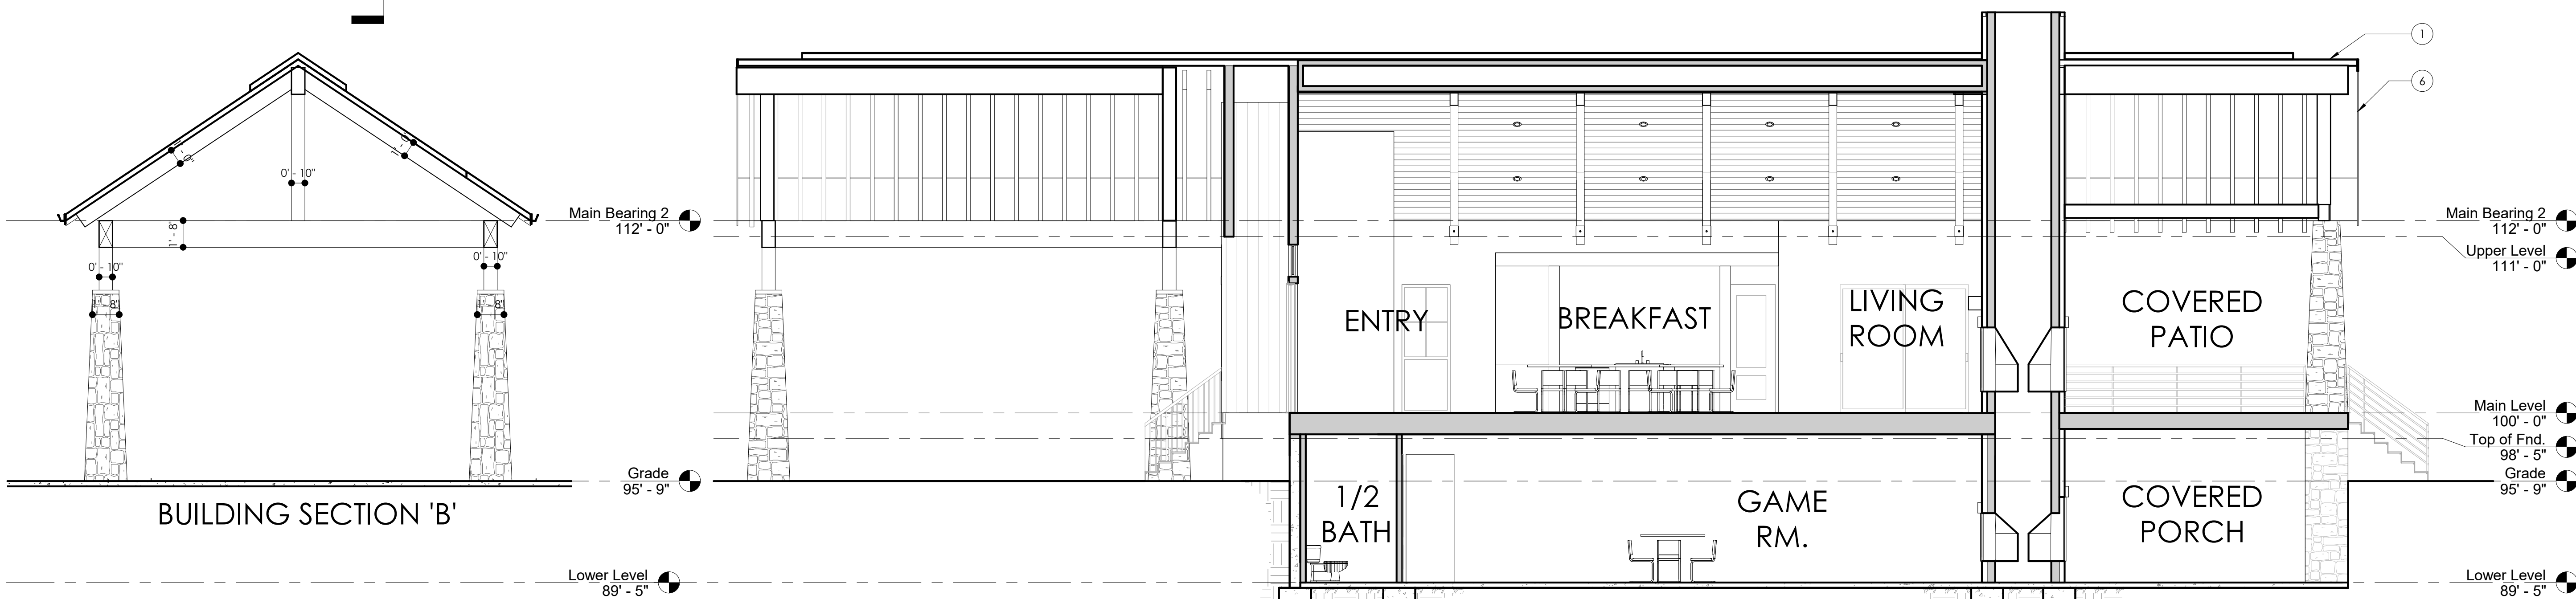 1' - 0"
1' - 0"
0' - 10"
1' - 8"
0' - 10"
0' - 10"
1' - 8"
1' - 8"
Main Bearing 2
112' - 0"
Grade
95' - 9"
BUILDING SECTION 'B'
Lower Level
89' - 5"
1
6
ENTRY
BREAKFAST
LIVING
ROOM
COVERED
PATIO
1/2
BATH
GAME
RM.
COVERED
PORCH
Main Bearing 2
112' - 0"
Upper Level
111' - 0"
Main Level
100' - 0"
Top of Fnd.
98' - 5"
Grade
95' - 9"
Lower Level
89' - 5"